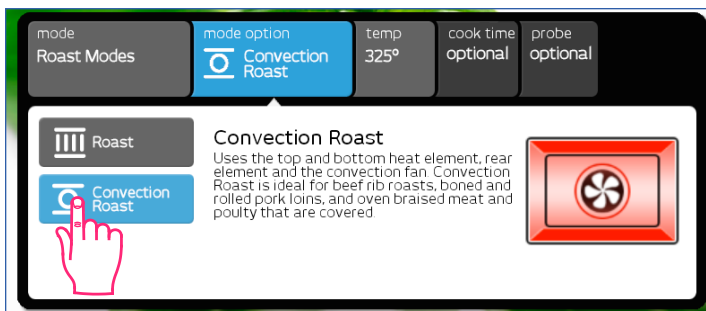 mode
Roast Modes
mode option
Convection
Roast
temp
325°
cook time
optional
probe
optional
Roast
Convection
Roast
Convection Roast
Uses the top and bottom heat element, rear
element and the convection fan. Convection
Roast is ideal for beef rib roasts, boned and
rolled pork loins, and oven braised meat and
poulty that are covered.